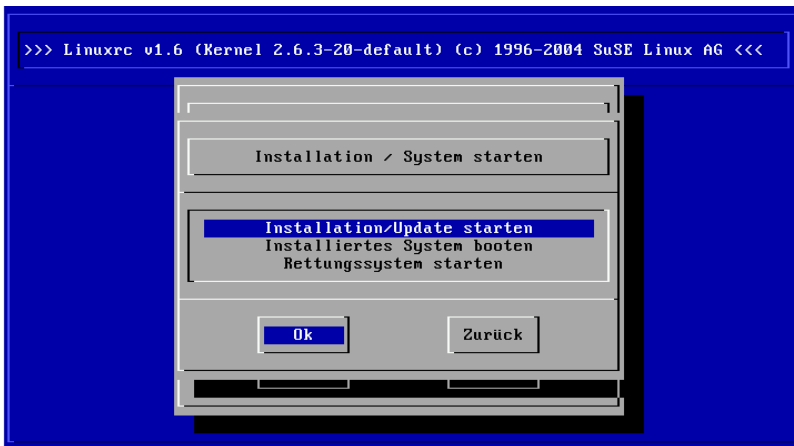 >>> Linuxrc v1.6 (Kernel 2.6.3-20-default) (c) 1996-2004 SuSE Linux AG <<<
Installation / System starten
Installation/Update starten
Installiertes System booten
Rettungssystem starten
Ok Zurück